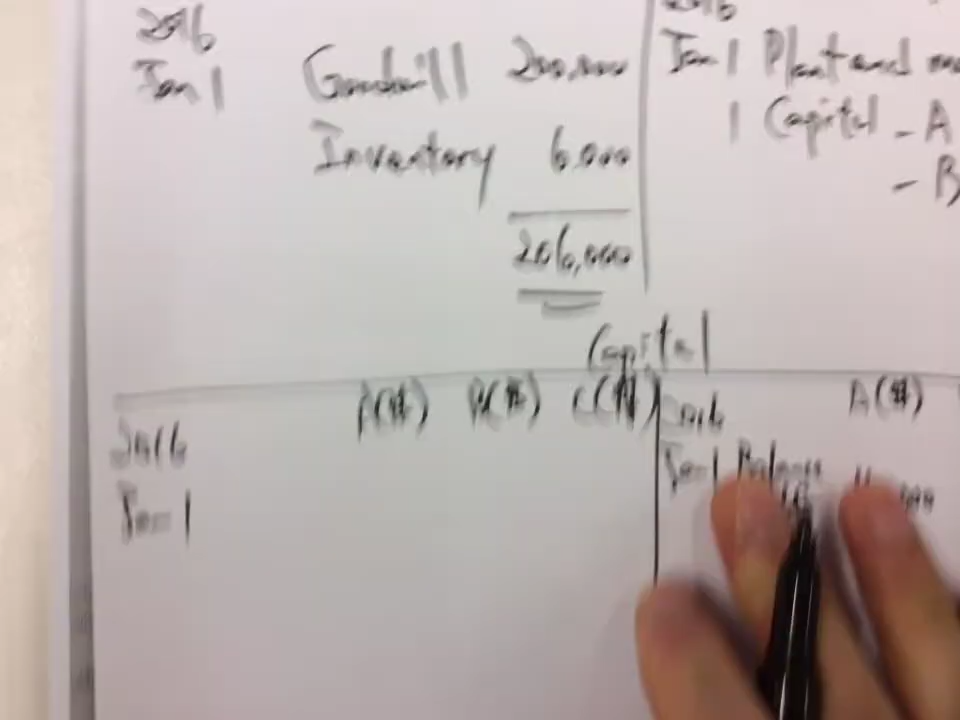 2016
Jan 1 Goodwill 200,000
Inventory 6,000
206,000
2016
Jan 1 Plant and
1 Capital - A
- B
Capital
A($) B($) C($)
2016
Jan 1
2016 A($)
Jan 1 Balance